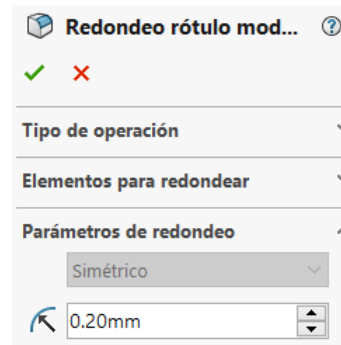 Redondeo rótulo mod...
Tipo de operación
Elementos para redondear
Parámetros de redondeo
Simétrico
0.20mm